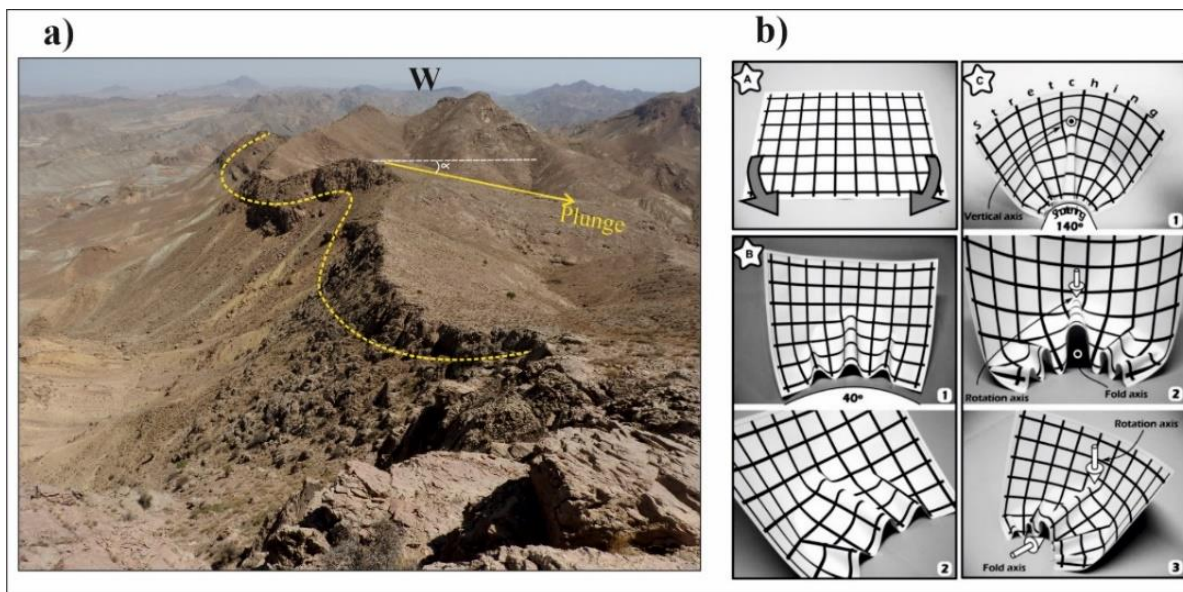 a)
W
∝
Plunge
b)
A
C
Stretching
Vertical axis
140°
1
B
40°
1
Rotation axis
Fold axis
2
2
Rotation axis
Fold axis
3